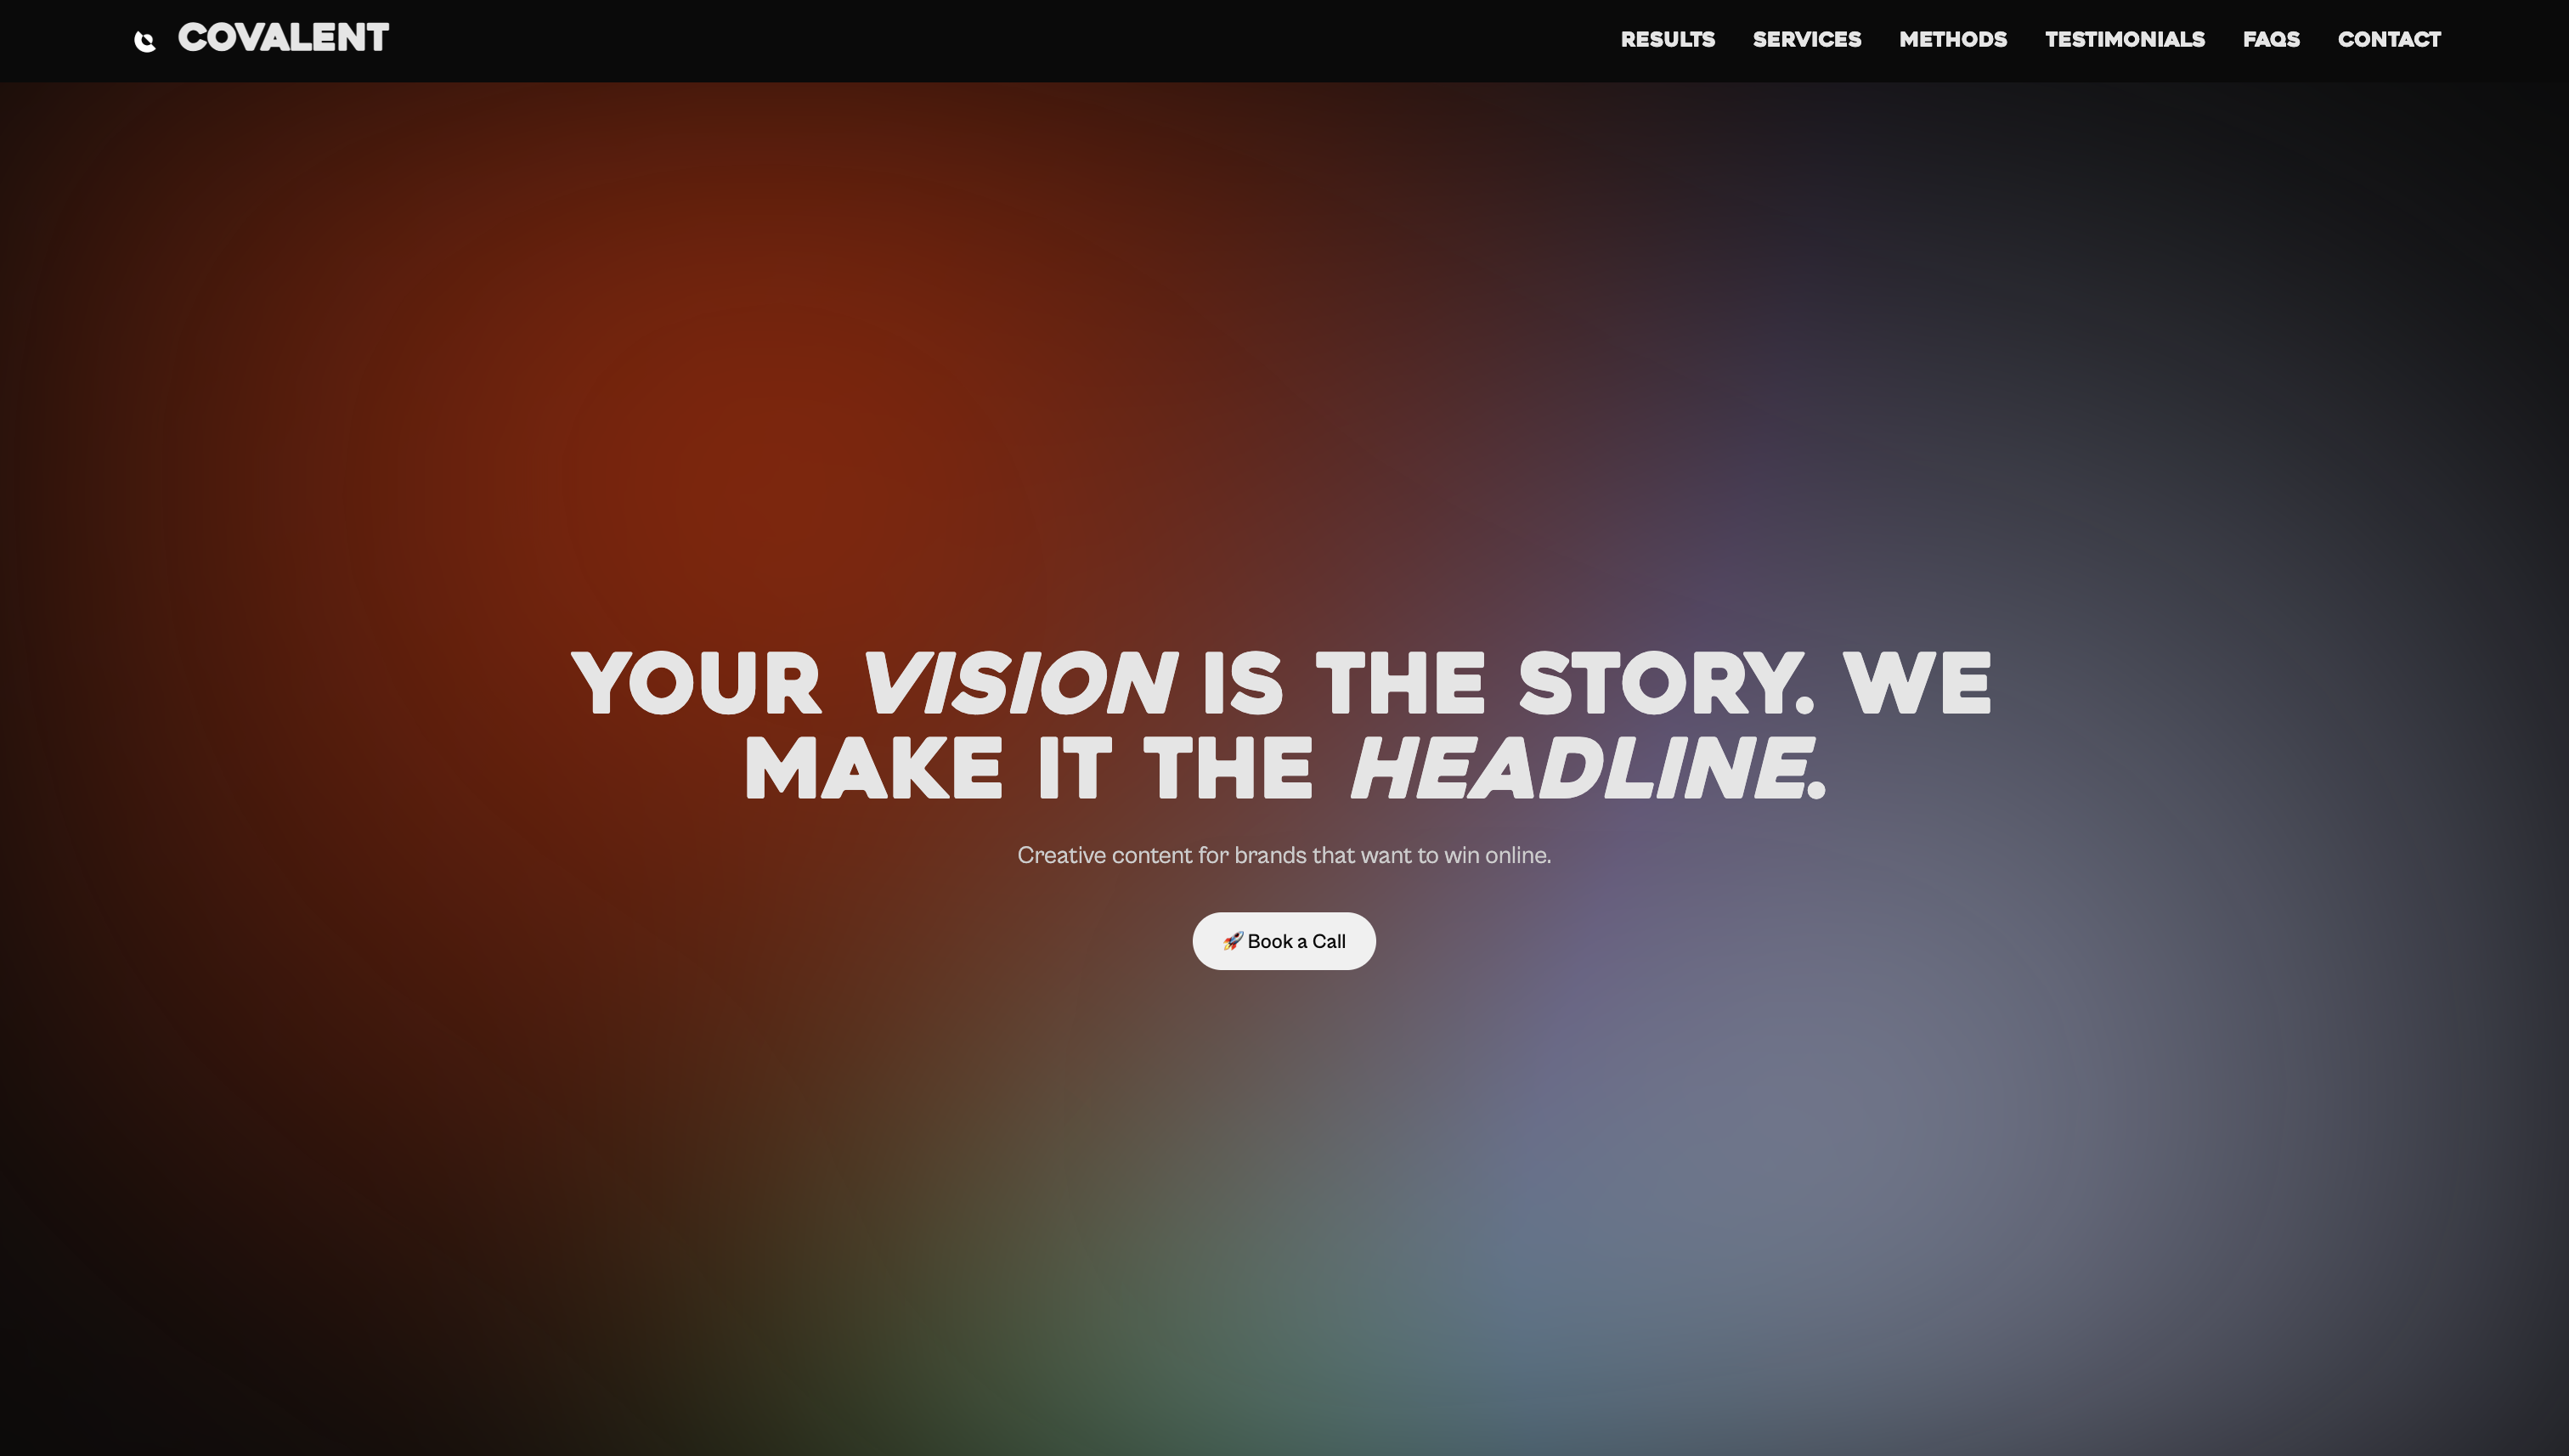 COVALENT
RESULTS SERVICES METHODS TESTIMONIALS FAQS CONTACT
YOUR VISION IS THE STORY. WE
MAKE IT THE HEADLINE.
Creative content for brands that want to win online.
🚀 Book a Call